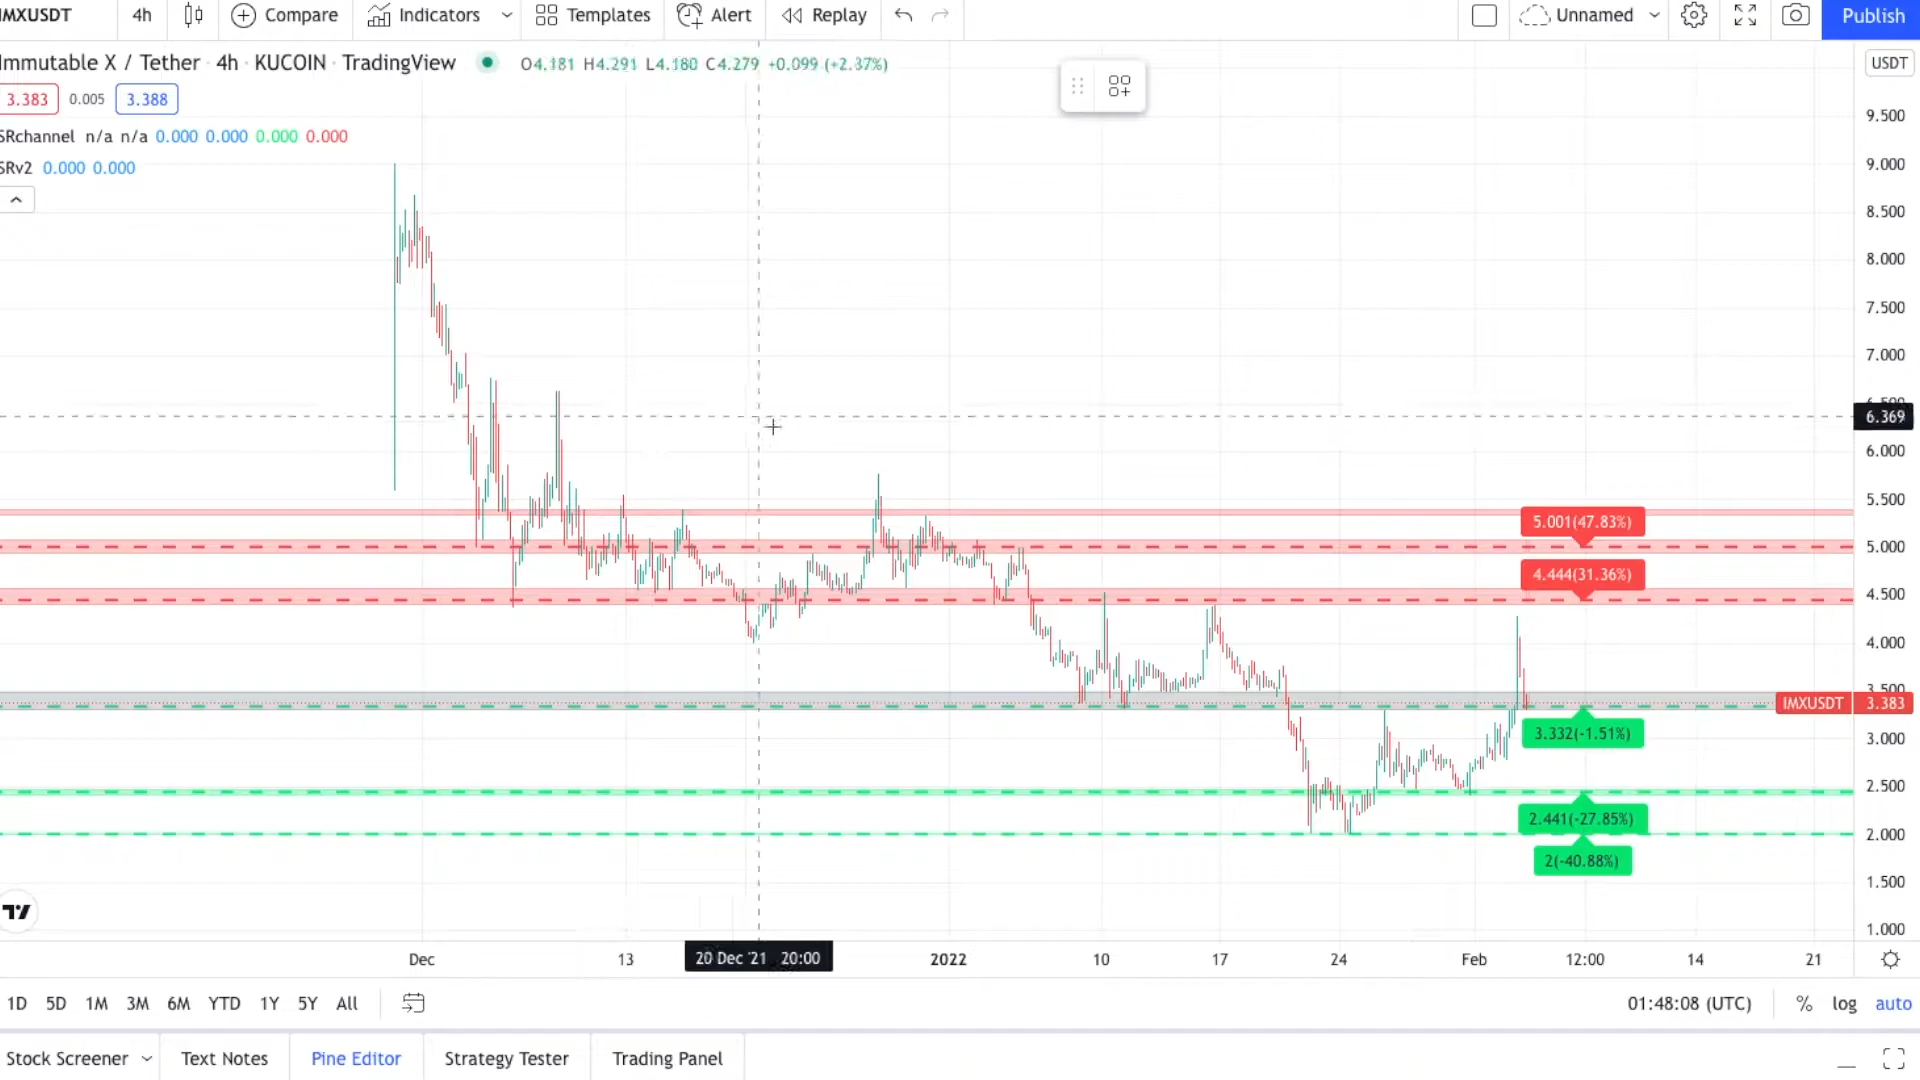 IMXUSDT 4h Compare Indicators Templates Alert Replay Unnamed Publish
Immutable X / Tether · 4h · KUCOIN · TradingView O4.181 H4.291 L4.180 C4.279 +0.099 (+2.37%)
USDT
3.383 0.005 3.388
SRchannel n/a n/a 0.000 0.000 0.000 0.000
SRv2 0.000 0.000
9.500
9.000
8.500
8.000
7.500
7.000
6.500
6.369
6.000
5.500
5.001(47.83%)
5.000
4.444(31.36%)
4.500
4.000
3.500
IMXUSDT 3.383
3.332(-1.51%)
3.000
2.500
2.441(-27.85%)
2.000
2(-40.88%)
1.500
1.000
Dec 13 20 Dec '21 20:00 2022 10 17 24 Feb 12:00 14 21
1D 5D 1M 3M 6M YTD 1Y 5Y All 01:48:08 (UTC) % log auto
Stock Screener Text Notes Pine Editor Strategy Tester Trading Panel